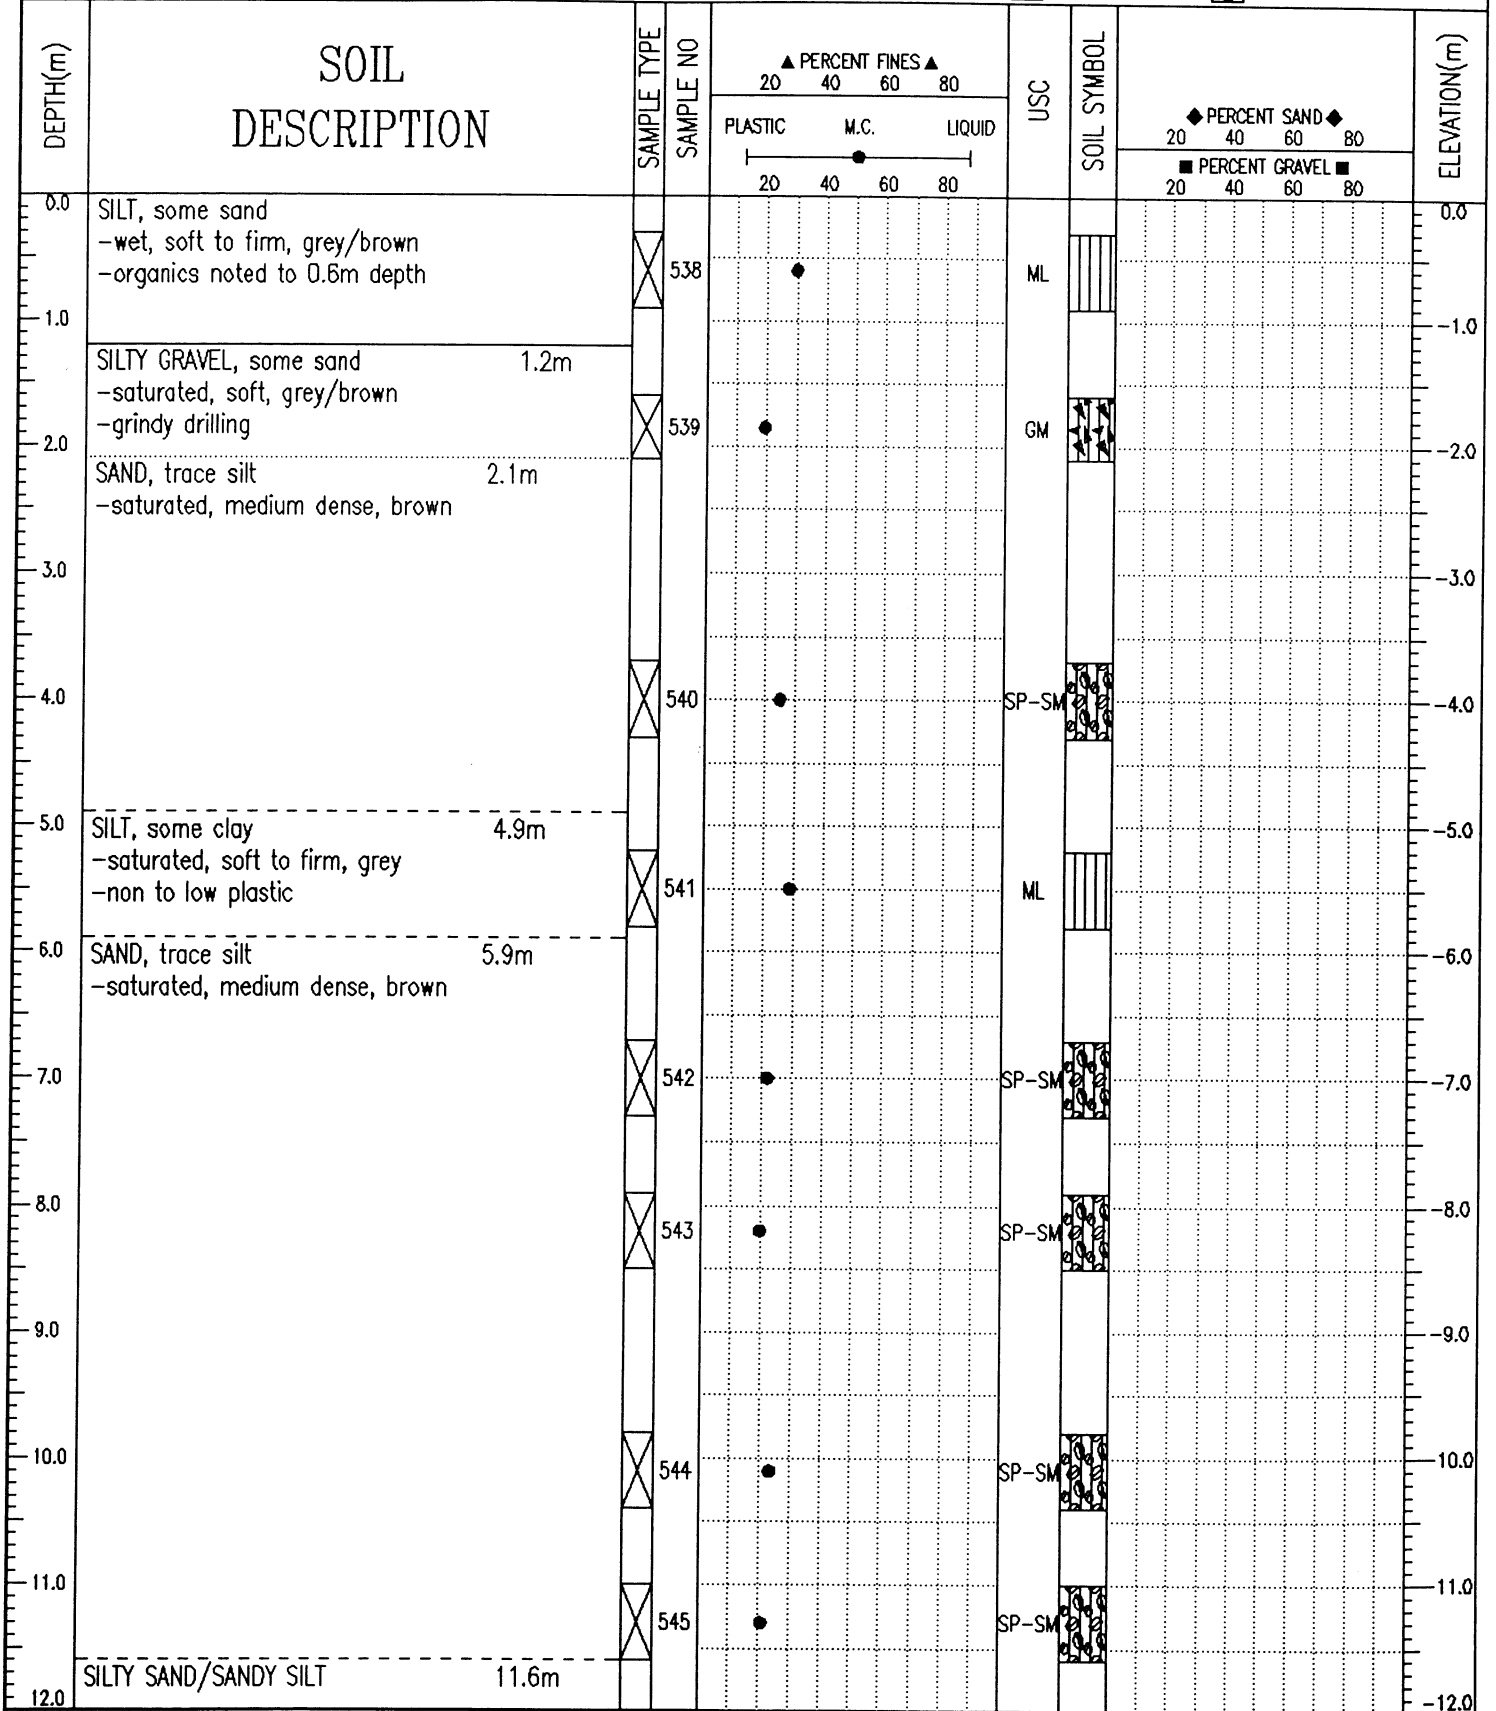 DEPTH(m)
SOIL
DESCRIPTION
SAMPLE TYPE
SAMPLE NO
▲ PERCENT FINES ▲
20 40 60 80
PLASTIC M.C. LIQUID
20 40 60 80
USC
SOIL SYMBOL
◆ PERCENT SAND ◆
20 40 60 80
■ PERCENT GRAVEL ■
20 40 60 80
ELEVATION(m)
0.0
SILT, some sand
-wet, soft to firm, grey/brown
-organics noted to 0.6m depth
538
ML
0.0
1.0
-1.0
SILTY GRAVEL, some sand 1.2m
-saturated, soft, grey/brown
-grindy drilling
539
GM
2.0
-2.0
SAND, trace silt 2.1m
-saturated, medium dense, brown
3.0
-3.0
4.0
540
SP-SM
-4.0
5.0
-5.0
SILT, some clay 4.9m
-saturated, soft to firm, grey
-non to low plastic
541
ML
6.0
-6.0
SAND, trace silt 5.9m
-saturated, medium dense, brown
7.0
542
SP-SM
-7.0
8.0
-8.0
543
SP-SM
9.0
-9.0
10.0
544
SP-SM
-10.0
11.0
-11.0
545
SP-SM
SILTY SAND/SANDY SILT 11.6m
12.0
-12.0